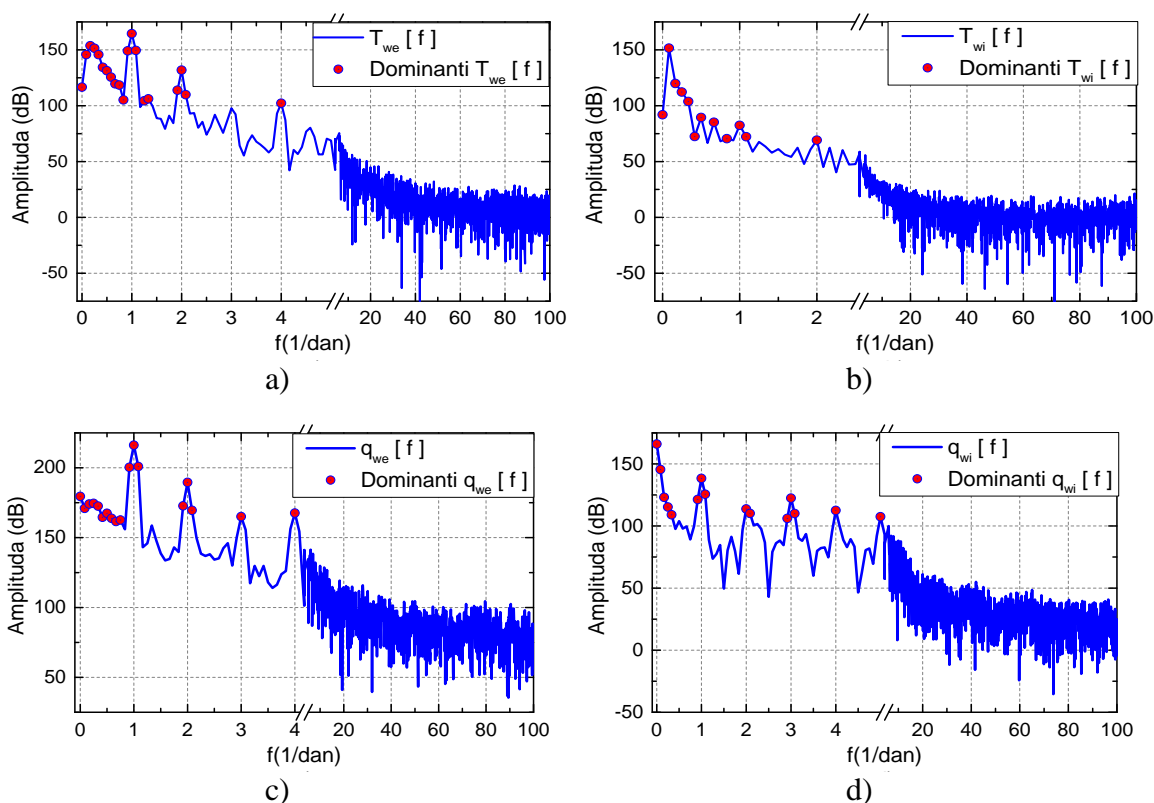 T_we [ f ]
Dominanti T_we [ f ]
Amplituda (dB)
150
100
50
0
-50
0 1 2 3 4 20 40 60 80 100
f(1/dan)
a)
T_wi [ f ]
Dominanti T_wi [ f ]
Amplituda (dB)
150
100
50
0
-50
0 1 2 20 40 60 80 100
f(1/dan)
b)
q_we [ f ]
Dominanti q_we [ f ]
Amplituda (dB)
200
150
100
50
0 1 2 3 4 20 40 60 80 100
f(1/dan)
c)
q_wi [ f ]
Dominanti q_wi [ f ]
Amplituda (dB)
150
100
50
0
-50
0 1 2 3 4 20 40 60 80 100
f(1/dan)
d)